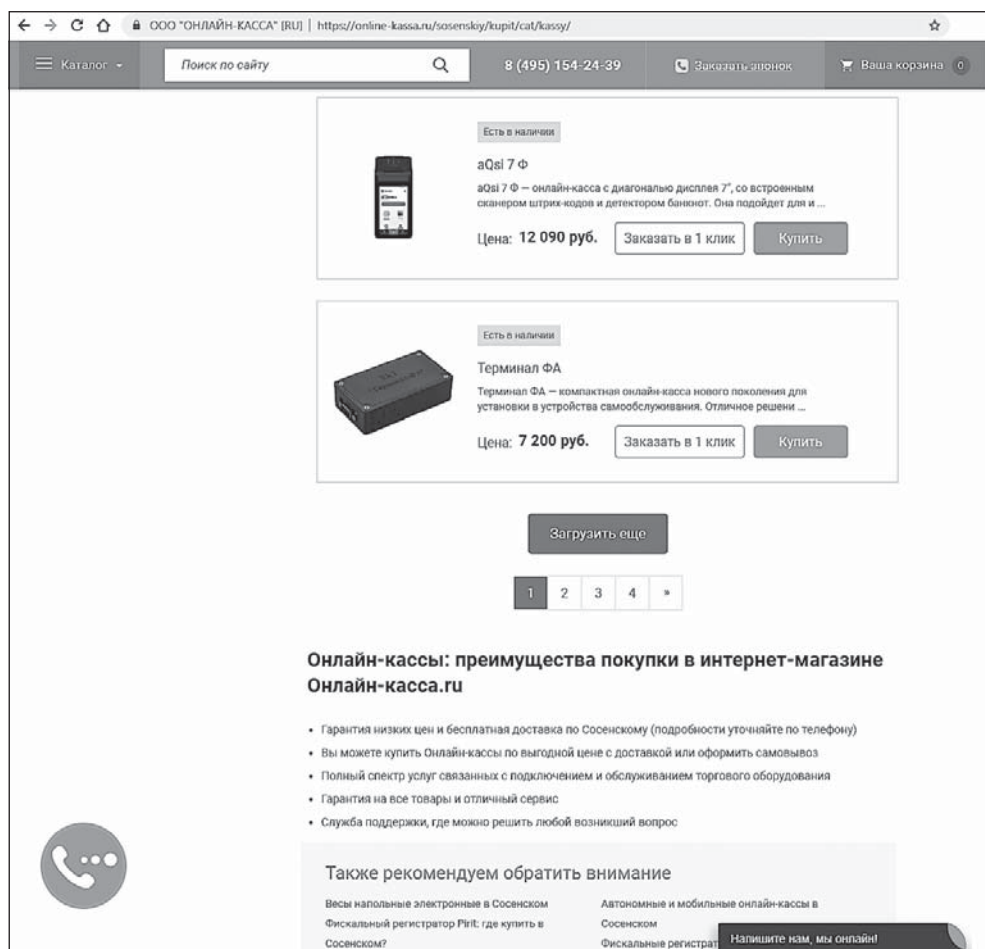 ООО "ОНЛАЙН-КАССА" [RU] | https://online-kassa.ru/sosenskiy/kupit/cat/kassy/
Каталог Поиск по сайту 8 (495) 154-24-39 Заказать звонок Ваша корзина 0
Есть в наличии
aQsi 7 Ф
aQsi 7 Ф — онлайн-касса с диагональю дисплея 7", со встроенным
сканером штрих-кодов и детектором банкнот. Она подойдет для и ...
Цена: 12 090 руб. Заказать в 1 клик Купить
Есть в наличии
Терминал ФА
Терминал ФА — компактная онлайн-касса нового поколения для
установки в устройства самообслуживания. Отличное решени ...
Цена: 7 200 руб. Заказать в 1 клик Купить
Загрузить еще
1 2 3 4 »
Онлайн-кассы: преимущества покупки в интернет-магазине
Онлайн-касса.ru
• Гарантия низких цен и бесплатная доставка по Сосенскому (подробности уточняйте по телефону)
• Вы можете купить Онлайн-кассы по выгодной цене с доставкой или оформить самовывоз
• Полный спектр услуг связанных с подключением и обслуживанием торгового оборудования
• Гарантия на все товары и отличный сервис
• Служба поддержки, где можно решить любой возникший вопрос
Также рекомендуем обратить внимание
Весы напольные электронные в Сосенском
Фискальный регистратор Pirit: где купить в
Сосенском?
Автономные и мобильные онлайн-кассы в
Сосенском
Фискальные регистрат
Напишите нам, мы онлайн!